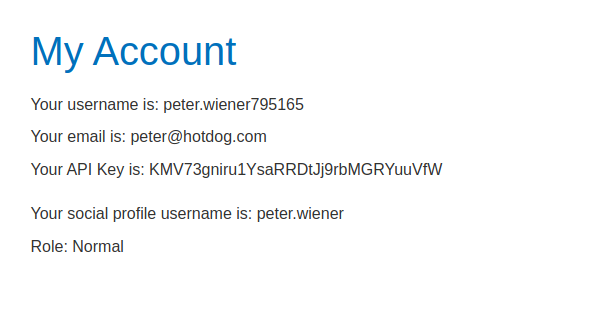 My Account
Your username is: peter.wiener795165
Your email is: peter@hotdog.com
Your API Key is: KMV73gniru1YsaRRDtJj9rbMGRYuuVfW
Your social profile username is: peter.wiener
Role: Normal